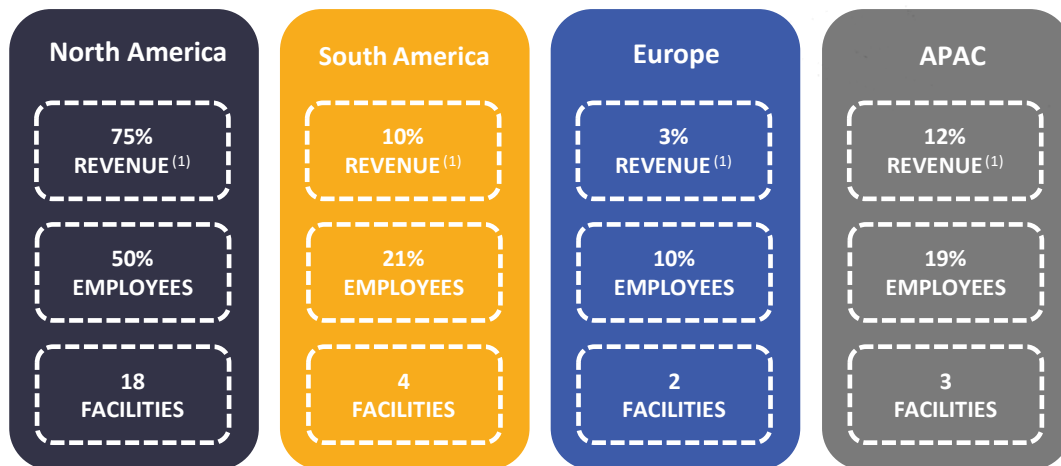 North America
75%
REVENUE (1)
50%
EMPLOYEES
18
FACILITIES
South America
10%
REVENUE (1)
21%
EMPLOYEES
4
FACILITIES
Europe
3%
REVENUE (1)
10%
EMPLOYEES
2
FACILITIES
APAC
12%
REVENUE (1)
19%
EMPLOYEES
3
FACILITIES